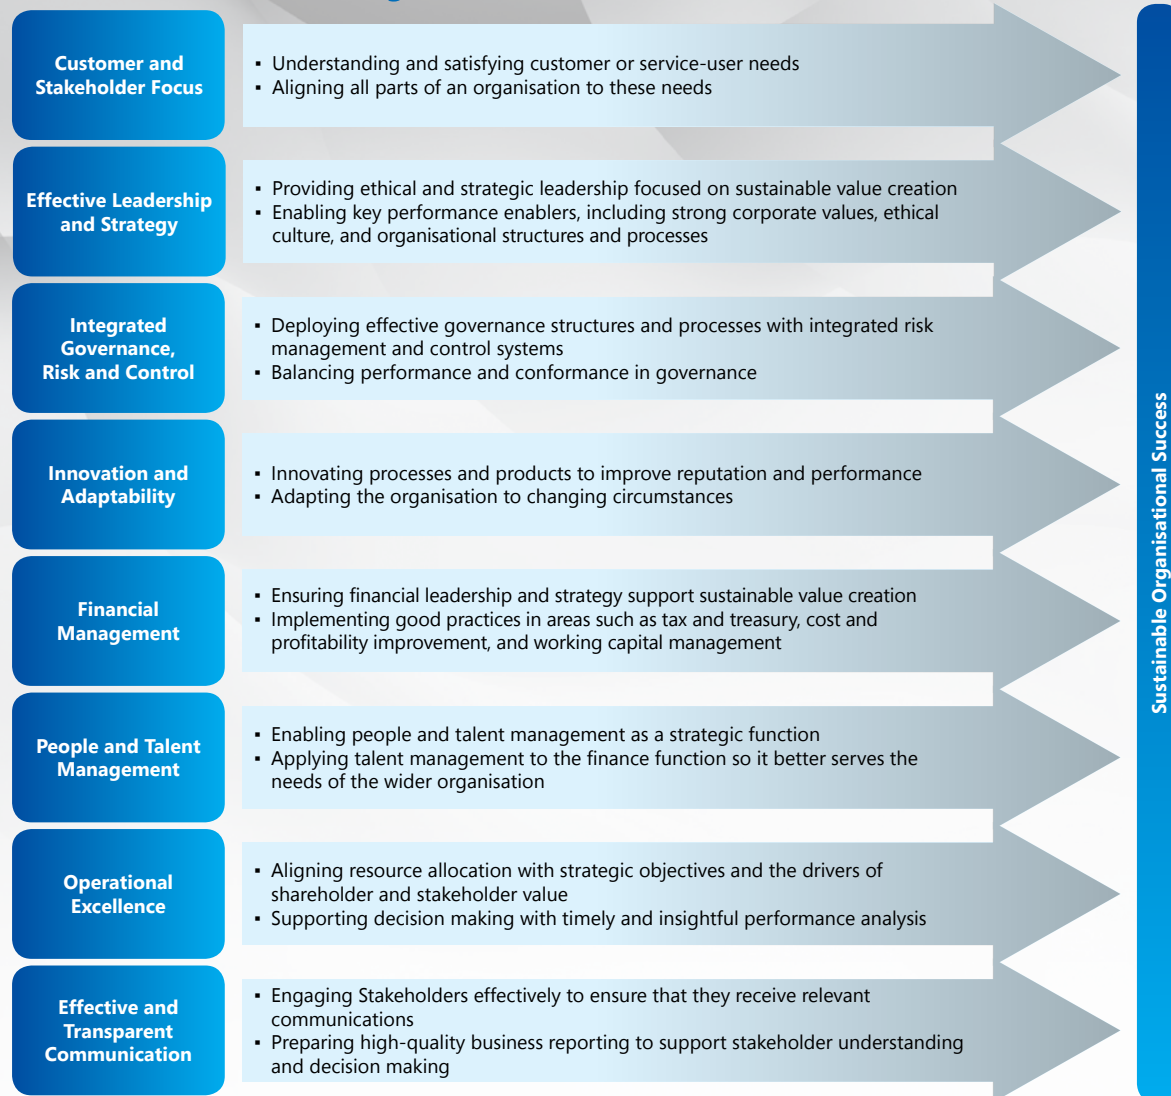 Customer and
Stakeholder Focus
▪ Understanding and satisfying customer or service-user needs
▪ Aligning all parts of an organisation to these needs
Effective Leadership
and Strategy
▪ Providing ethical and strategic leadership focused on sustainable value creation
▪ Enabling key performance enablers, including strong corporate values, ethical
culture, and organisational structures and processes
Integrated
Governance,
Risk and Control
▪ Deploying effective governance structures and processes with integrated risk
management and control systems
▪ Balancing performance and conformance in governance
Innovation and
Adaptability
▪ Innovating processes and products to improve reputation and performance
▪ Adapting the organisation to changing circumstances
Financial
Management
▪ Ensuring financial leadership and strategy support sustainable value creation
▪ Implementing good practices in areas such as tax and treasury, cost and
profitability improvement, and working capital management
People and Talent
Management
▪ Enabling people and talent management as a strategic function
▪ Applying talent management to the finance function so it better serves the
needs of the wider organisation
Operational
Excellence
▪ Aligning resource allocation with strategic objectives and the drivers of
shareholder and stakeholder value
▪ Supporting decision making with timely and insightful performance analysis
Effective and
Transparent
Communication
▪ Engaging Stakeholders effectively to ensure that they receive relevant
communications
▪ Preparing high-quality business reporting to support stakeholder understanding
and decision making
Sustainable Organisational Success